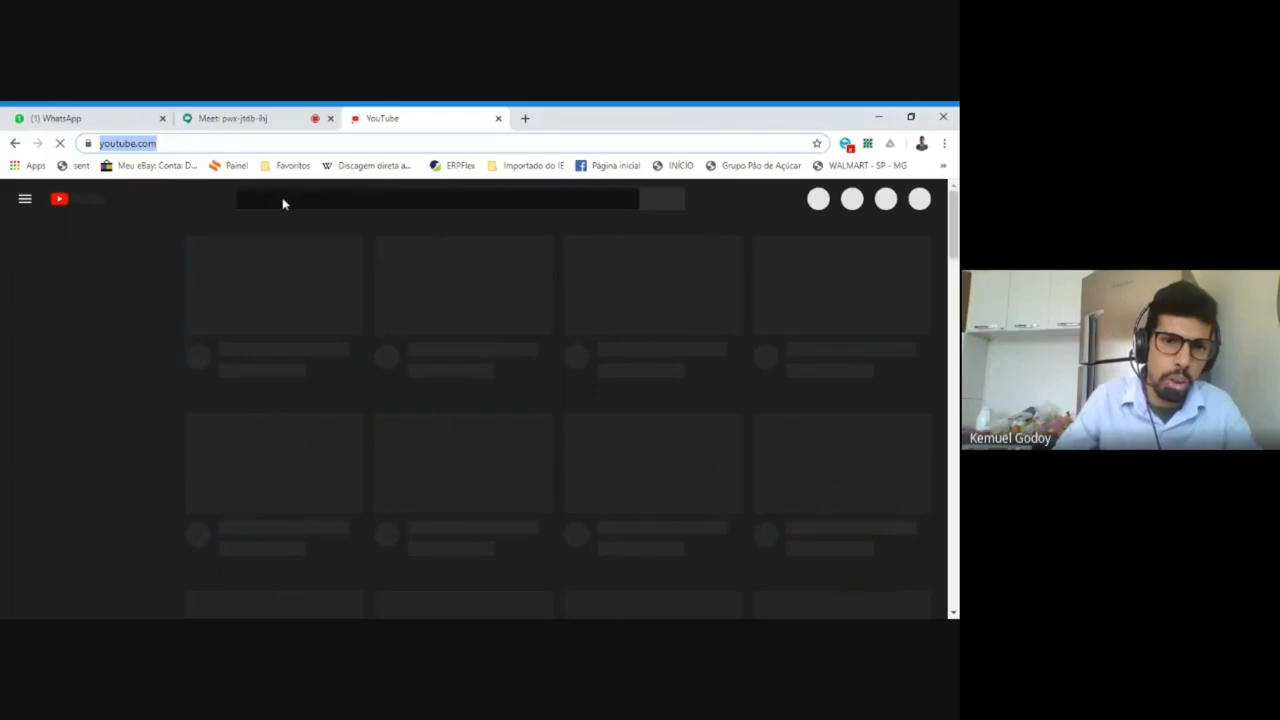 (1) WhatsApp
Meet: pwx-jtdb-ihj
YouTube
youtube.com
Apps
sent
Meu eBay: Conta: D...
Painel
Favoritos
Discagem direta a...
ERPFlex
Importado do IE
Página inicial
INÍCIO
Grupo Pão de Açúcar
WALMART - SP - MG
»
Kemuel Godoy